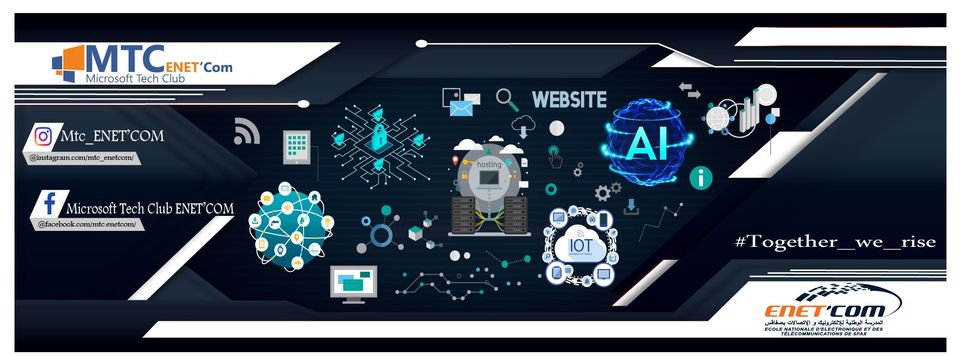 MTC ENET'Com
Microsoft Tech Club
Mtc_ENET'COM
@instagram.com/mtc_enetcom/
Microsoft Tech Club ENET'COM
@facebook.com/mtc.enetcom/
WEBSITE
AI
hosting
i
IOT
#Together_we_rise
ENET'COM
المدرسة الوطنية للإلكترونيك و الإتصالات بصفاقس
ECOLE NATIONALE D'ELECTRONIQUE ET DES
TÉLÉCOMMUNICATIONS DE SFAX